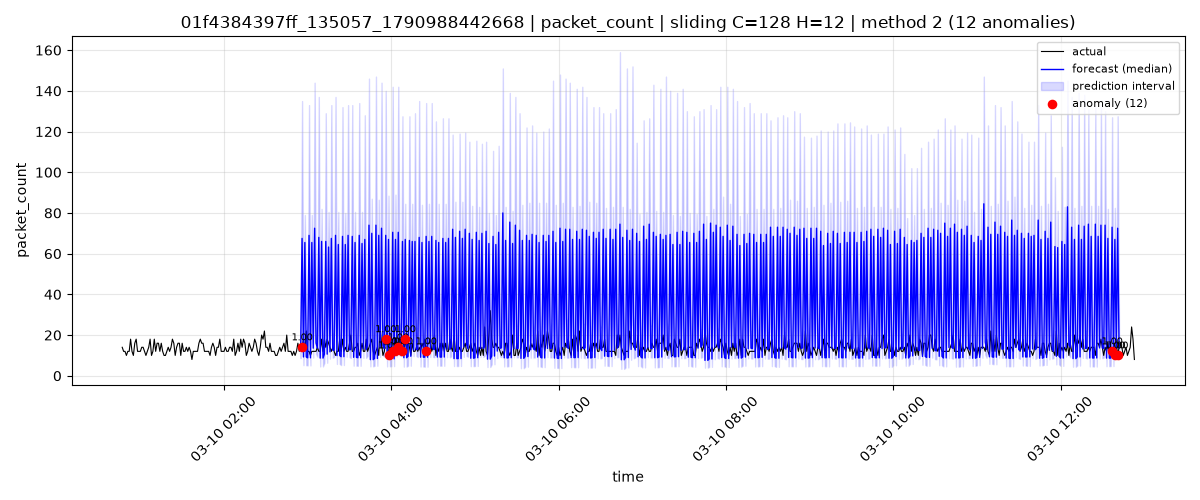 01f4384397ff_135057_1790988442668 | packet_count | sliding C=128 H=12 | method 2 (12 anomalies)
160
140
120
100
80
60
40
20
0
packet_count
actual
forecast (median)
prediction interval
anomaly (12)
1.00
03-10 02:00
03-10 04:00
03-10 06:00
03-10 08:00
03-10 10:00
03-10 12:00
time